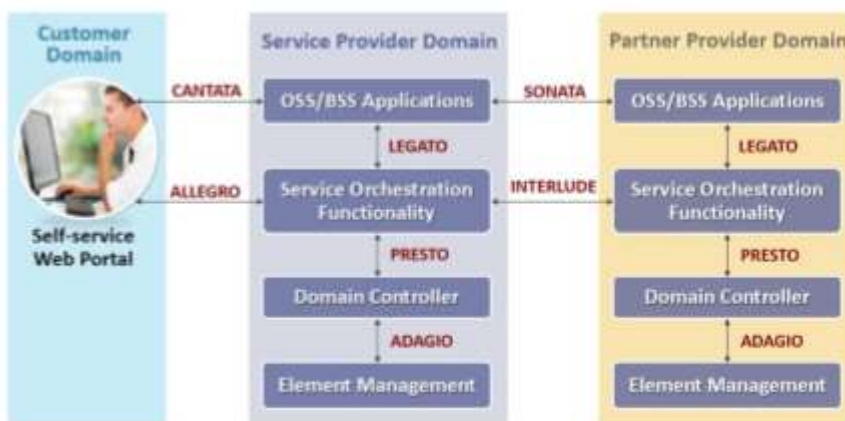 Customer
Domain
Service Provider Domain
Partner Provider Domain
CANTATA
OSS/BSS Applications
SONATA
OSS/BSS Applications
LEGATO
LEGATO
ALLEGRO
Service Orchestration
Functionality
INTERLUDE
Service Orchestration
Functionality
Self-service
Web Portal
PRESTO
PRESTO
Domain Controller
Domain Controller
ADAGIO
ADAGIO
Element Management
Element Management